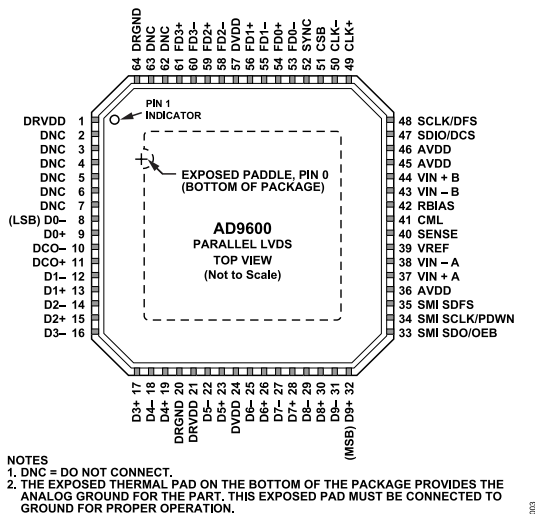 64 DRGND
63 DNC
62 DNC
61 FD3+
60 FD3–
59 FD2+
58 FD2–
57 DVDD
56 FD1+
55 FD1–
54 FD0+
53 FD0–
52 SYNC
51 CSB
50 CLK–
49 CLK+
PIN 1
INDICATOR
DRVDD 1
DNC 2
DNC 3
DNC 4
DNC 5
DNC 6
DNC 7
(LSB) D0– 8
D0+ 9
DCO– 10
DCO+ 11
D1– 12
D1+ 13
D2– 14
D2+ 15
D3– 16
EXPOSED PADDLE, PIN 0
(BOTTOM OF PACKAGE)
AD9600
PARALLEL LVDS
TOP VIEW
(Not to Scale)
48 SCLK/DFS
47 SDIO/DCS
46 AVDD
45 AVDD
44 VIN + B
43 VIN – B
42 RBIAS
41 CML
40 SENSE
39 VREF
38 VIN – A
37 VIN + A
36 AVDD
35 SMI SDFS
34 SMI SCLK/PDWN
33 SMI SDO/OEB
D3+ 17
D4– 18
D4+ 19
DRGND 20
DRVDD 21
D5– 22
D5+ 23
DVDD 24
D6– 25
D6+ 26
D7– 27
D7+ 28
D8– 29
D8+ 30
D9– 31
(MSB) D9+ 32
NOTES
1. DNC = DO NOT CONNECT.
2. THE EXPOSED THERMAL PAD ON THE BOTTOM OF THE PACKAGE PROVIDES THE
ANALOG GROUND FOR THE PART. THIS EXPOSED PAD MUST BE CONNECTED TO
GROUND FOR PROPER OPERATION.
003